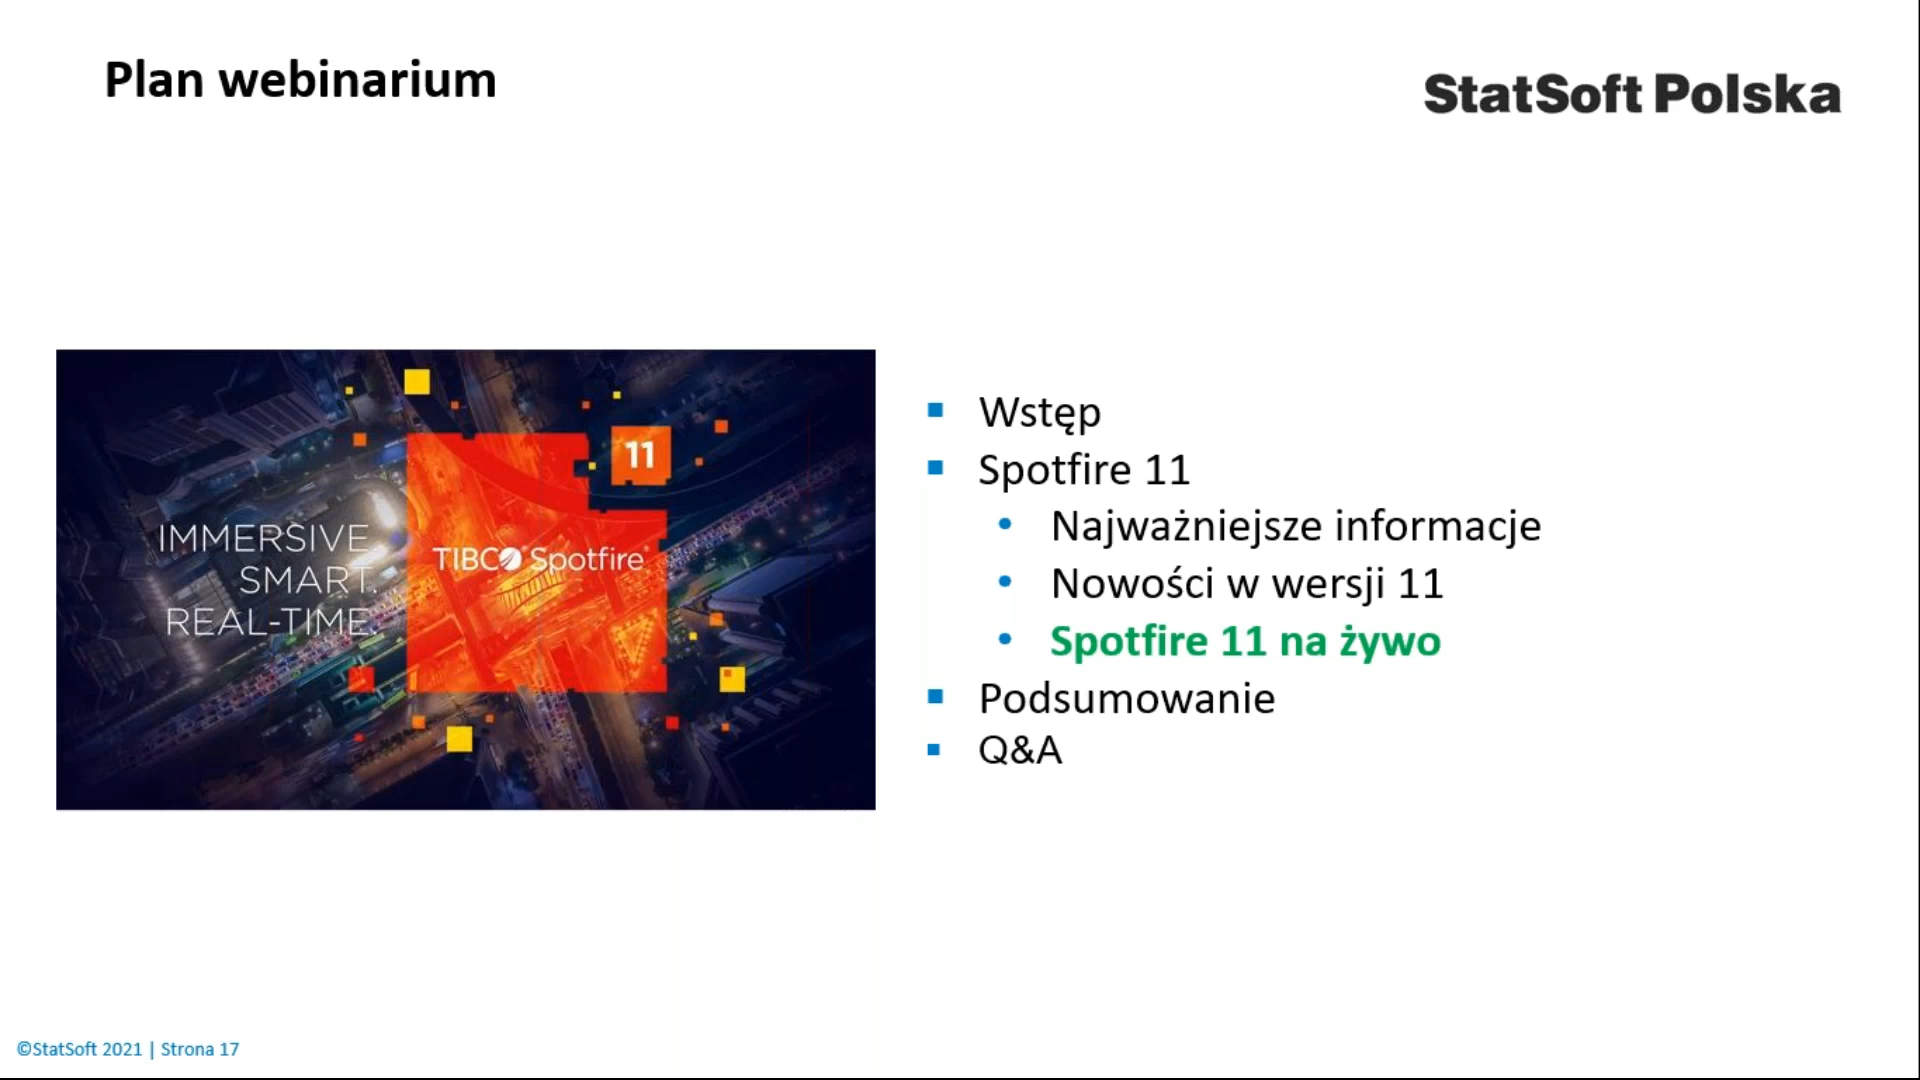 Plan webinarium
StatSoft Polska
IMMERSIVE.
SMART.
REAL-TIME.
11
TIBCO Spotfire®
Wstęp
Spotfire 11
Najważniejsze informacje
Nowości w wersji 11
Spotfire 11 na żywo
Podsumowanie
Q&A
©StatSoft 2021 | Strona 17